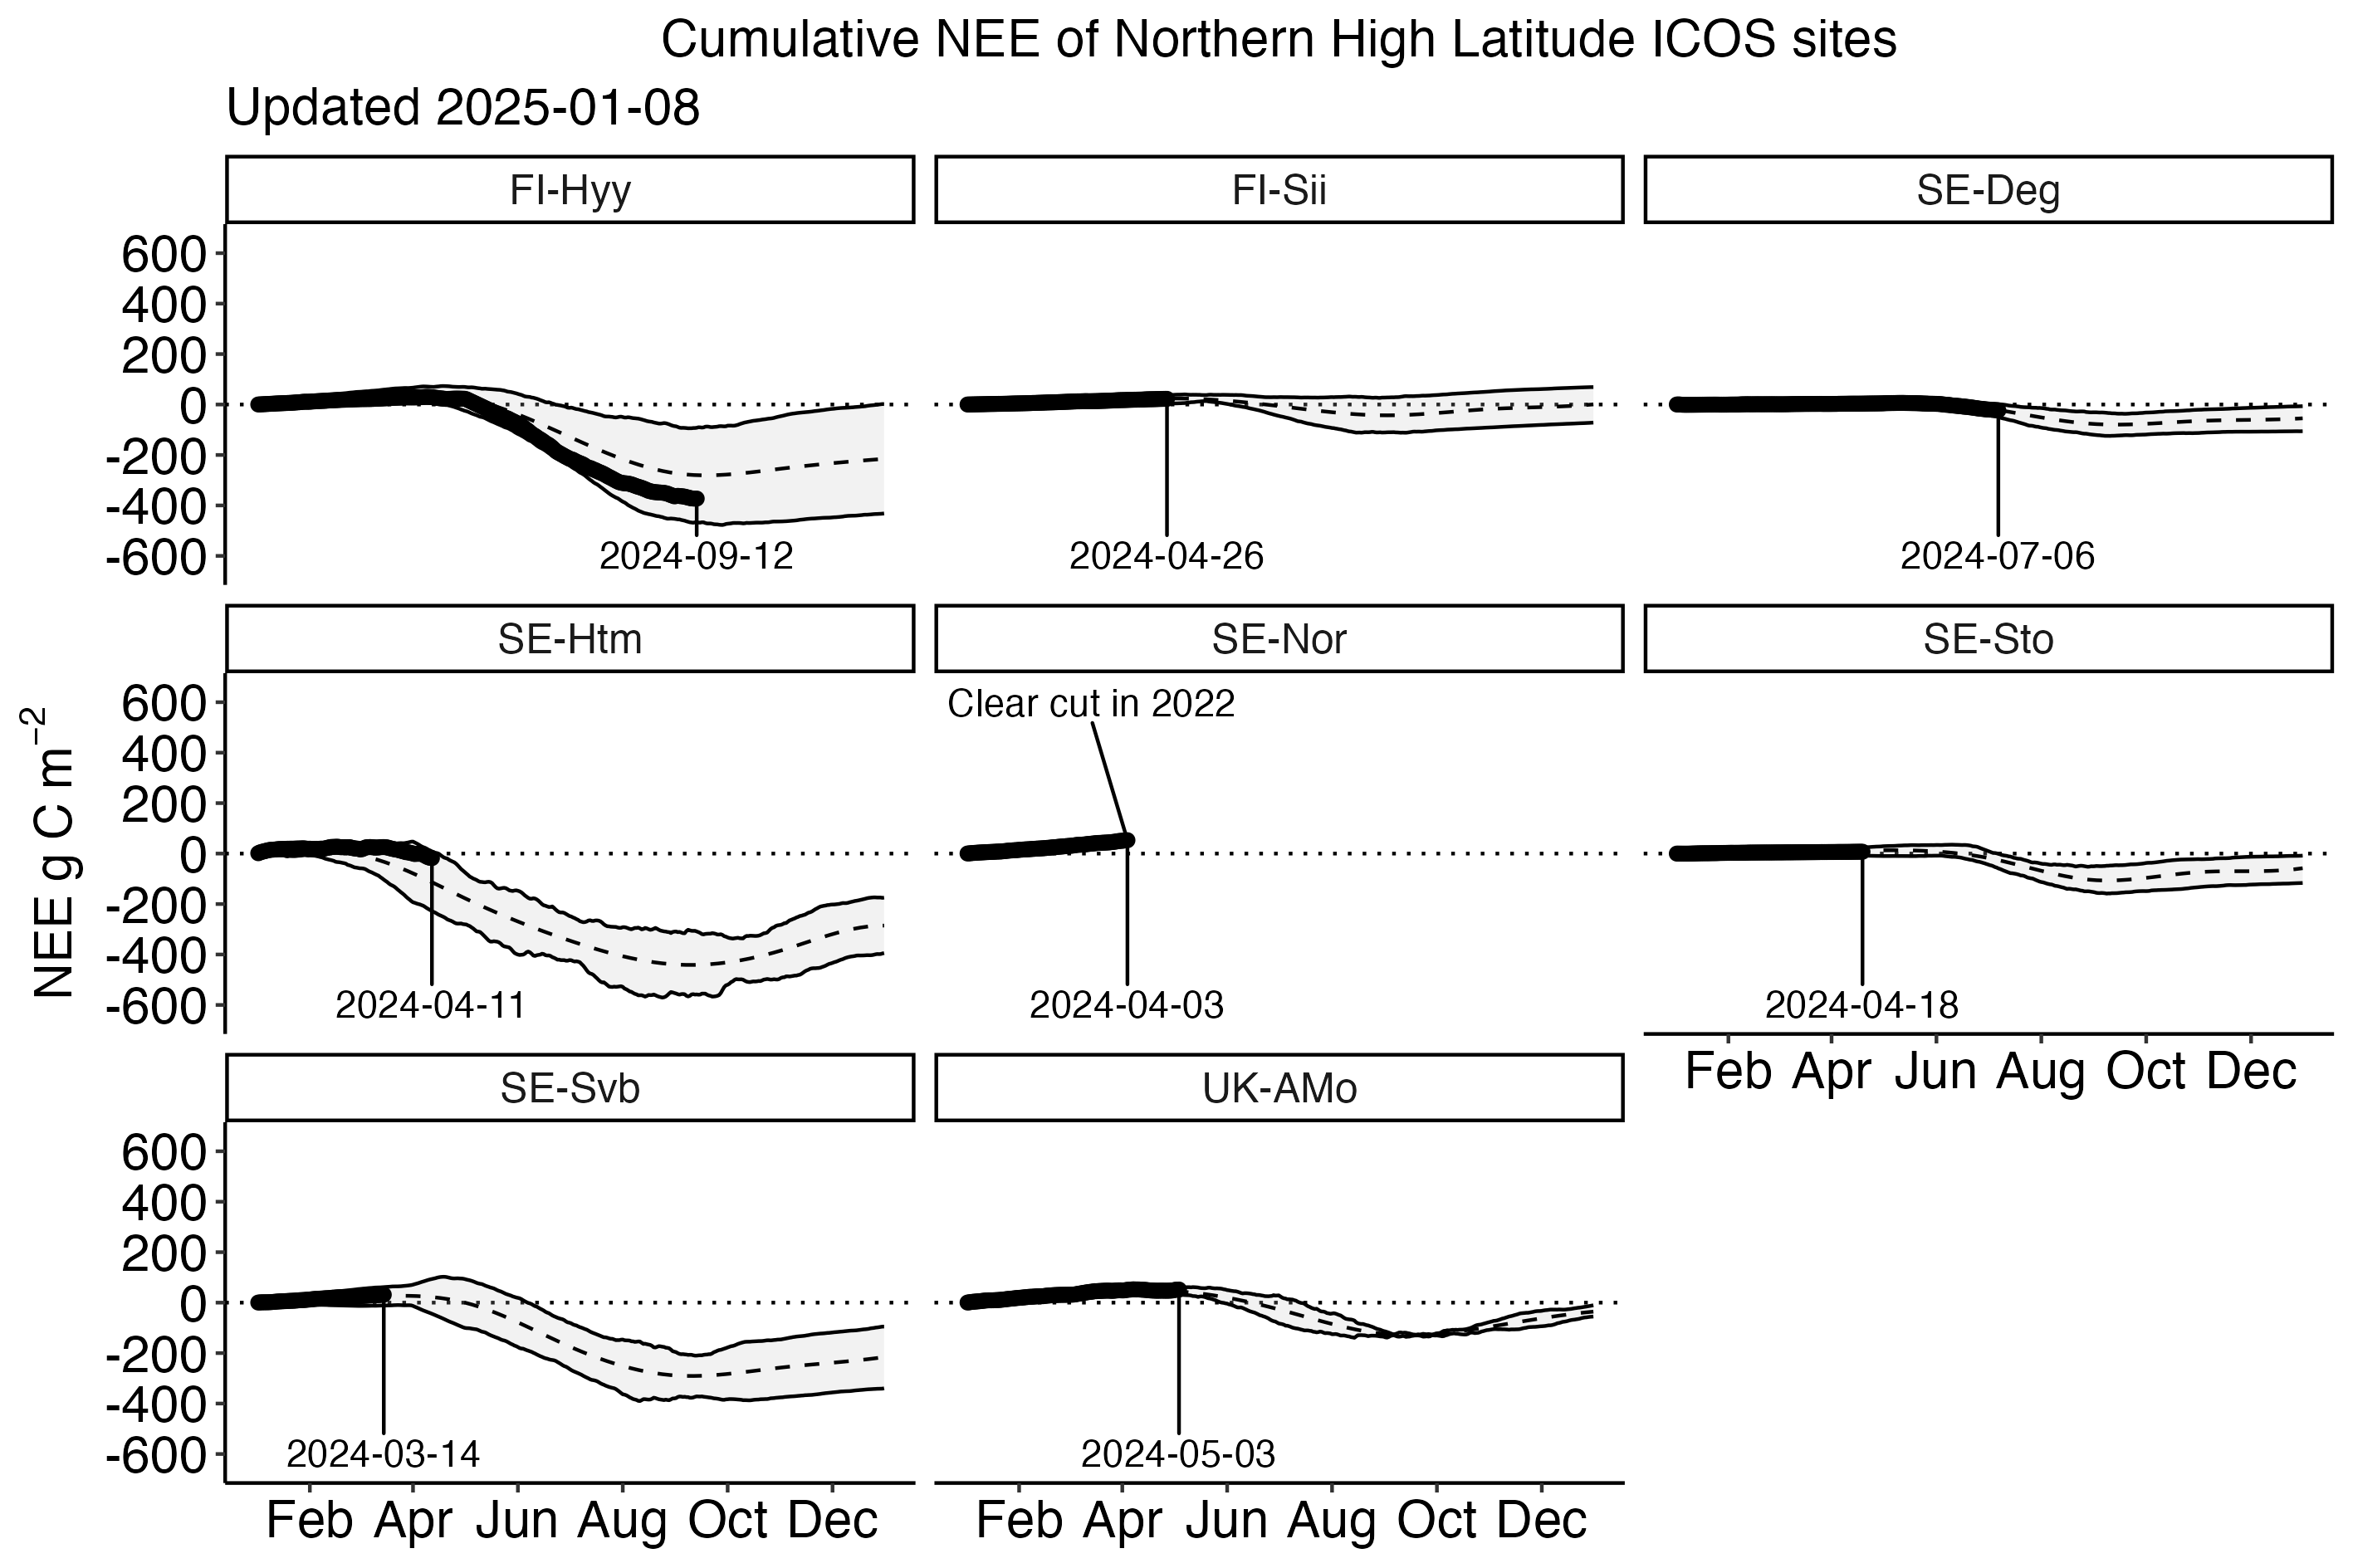 Cumulative NEE of Northern High Latitude ICOS sites
Updated 2025-01-08
FI-Hyy
FI-Sii
SE-Deg
600
400
200
0
-200
-400
-600
2024-09-12
2024-04-26
2024-07-06
SE-Htm
SE-Nor
SE-Sto
NEE g C m⁻²
600
400
200
0
-200
-400
-600
Clear cut in 2022
2024-04-11
2024-04-03
2024-04-18
Feb Apr Jun Aug Oct Dec
SE-Svb
UK-AMo
600
400
200
0
-200
-400
-600
2024-03-14
2024-05-03
Feb Apr Jun Aug Oct Dec
Feb Apr Jun Aug Oct Dec